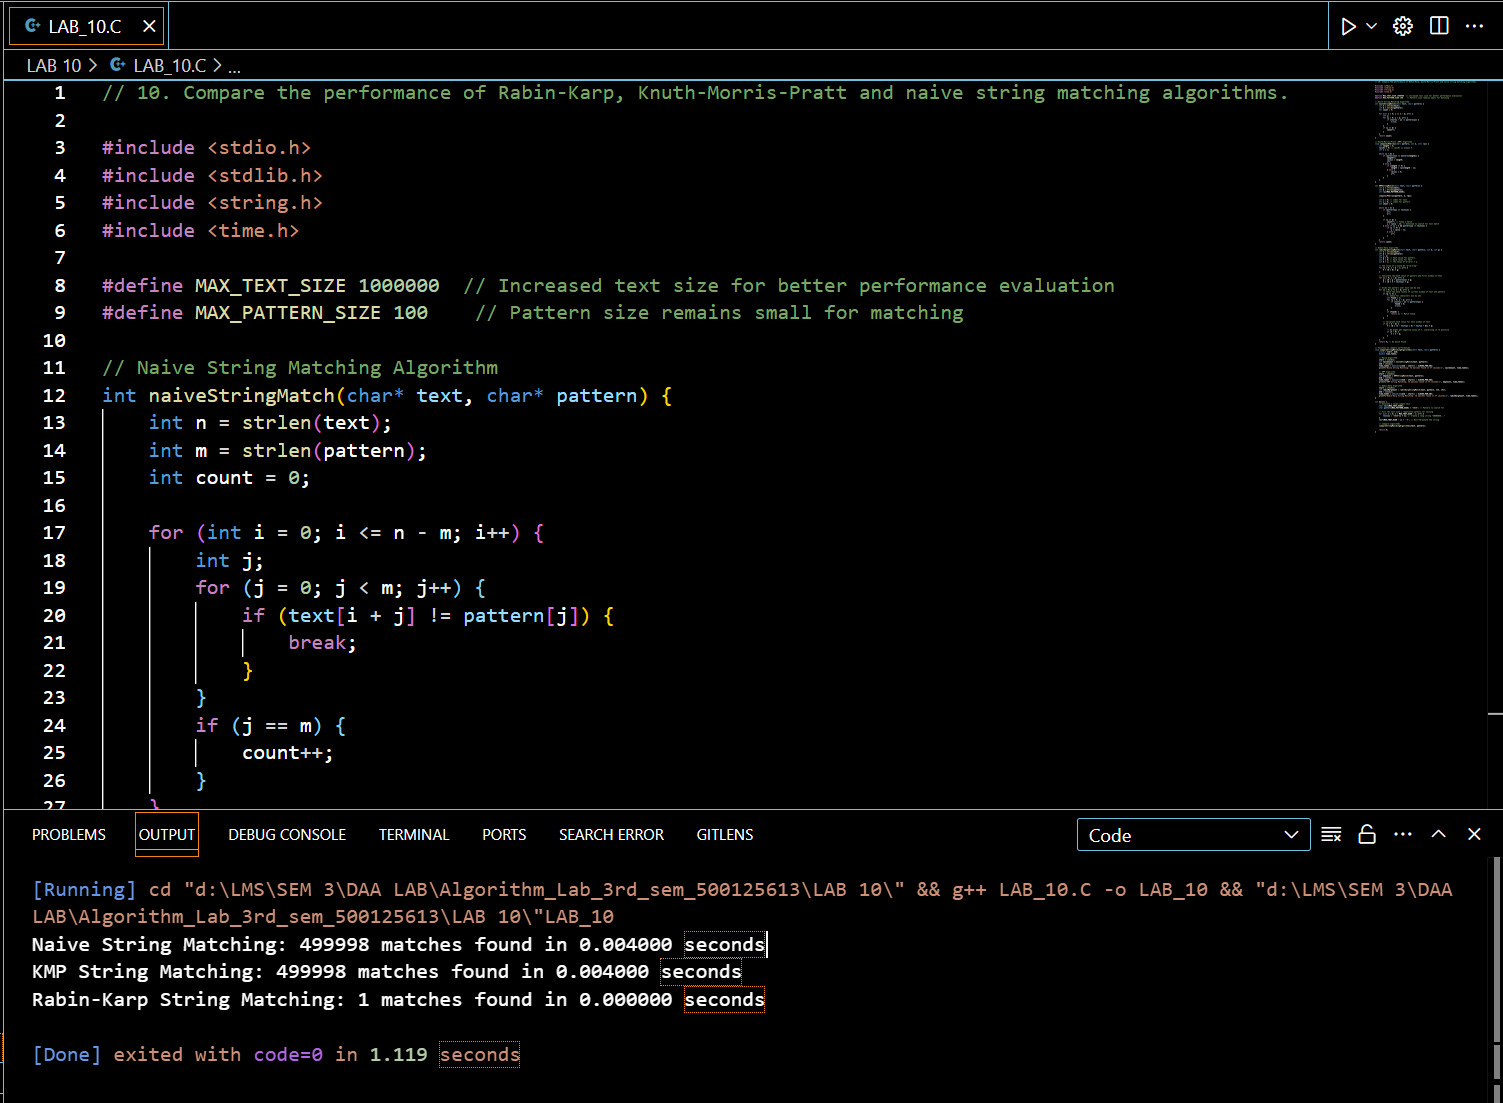 LAB_10.C
LAB 10 > LAB_10.C > ...
1 // 10. Compare the performance of Rabin-Karp, Knuth-Morris-Pratt and naive string matching algorithms.
2
3 #include <stdio.h>
4 #include <stdlib.h>
5 #include <string.h>
6 #include <time.h>
7
8 #define MAX_TEXT_SIZE 1000000  // Increased text size for better performance evaluation
9 #define MAX_PATTERN_SIZE 100    // Pattern size remains small for matching
10
11 // Naive String Matching Algorithm
12 int naiveStringMatch(char* text, char* pattern) {
13     int n = strlen(text);
14     int m = strlen(pattern);
15     int count = 0;
16
17     for (int i = 0; i <= n - m; i++) {
18         int j;
19         for (j = 0; j < m; j++) {
20             if (text[i + j] != pattern[j]) {
21                 break;
22             }
23         }
24         if (j == m) {
25             count++;
26         }
27     }
PROBLEMS OUTPUT DEBUG CONSOLE TERMINAL PORTS SEARCH ERROR GITLENS Code
[Running] cd "d:\LMS\SEM 3\DAA LAB\Algorithm_Lab_3rd_sem_500125613\LAB 10\" && g++ LAB_10.C -o LAB_10 && "d:\LMS\SEM 3\DAA
LAB\Algorithm_Lab_3rd_sem_500125613\LAB 10\"LAB_10
Naive String Matching: 499998 matches found in 0.004000 seconds
KMP String Matching: 499998 matches found in 0.004000 seconds
Rabin-Karp String Matching: 1 matches found in 0.000000 seconds
[Done] exited with code=0 in 1.119 seconds